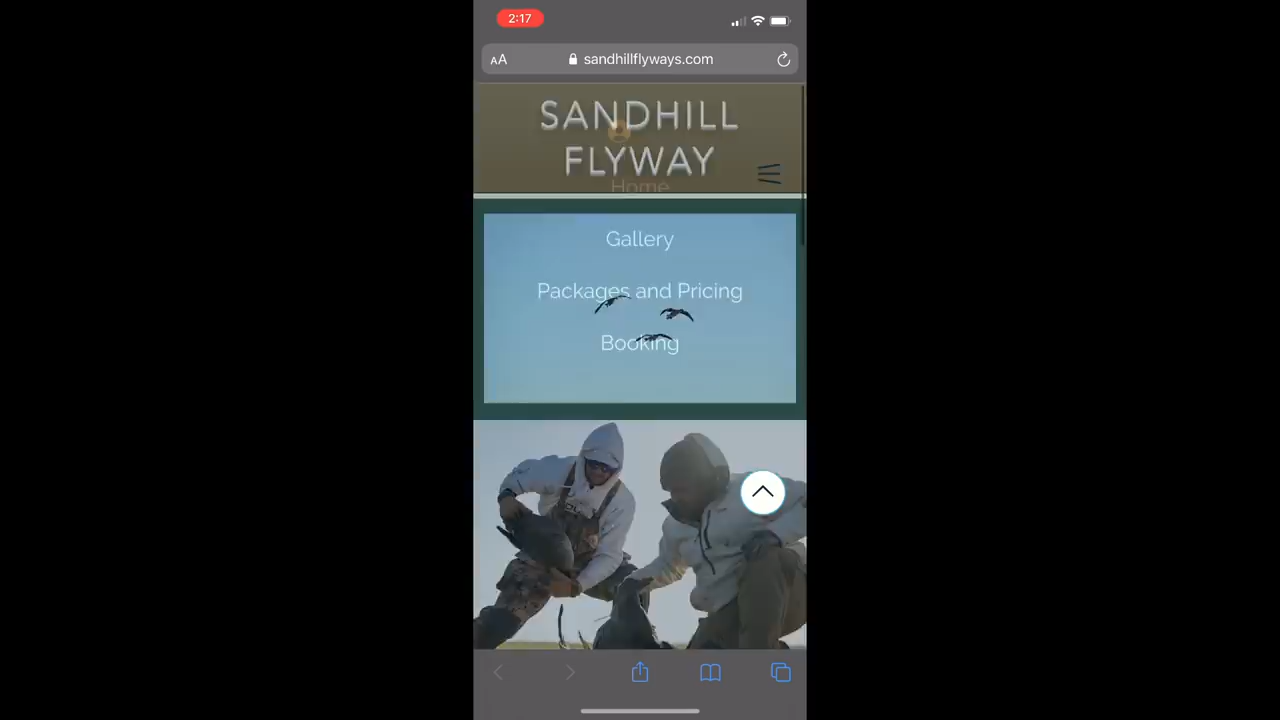 2:17
AA sandhillflyways.com
SANDHILL
FLYWAY
Home
Gallery
Packages and Pricing
Booking